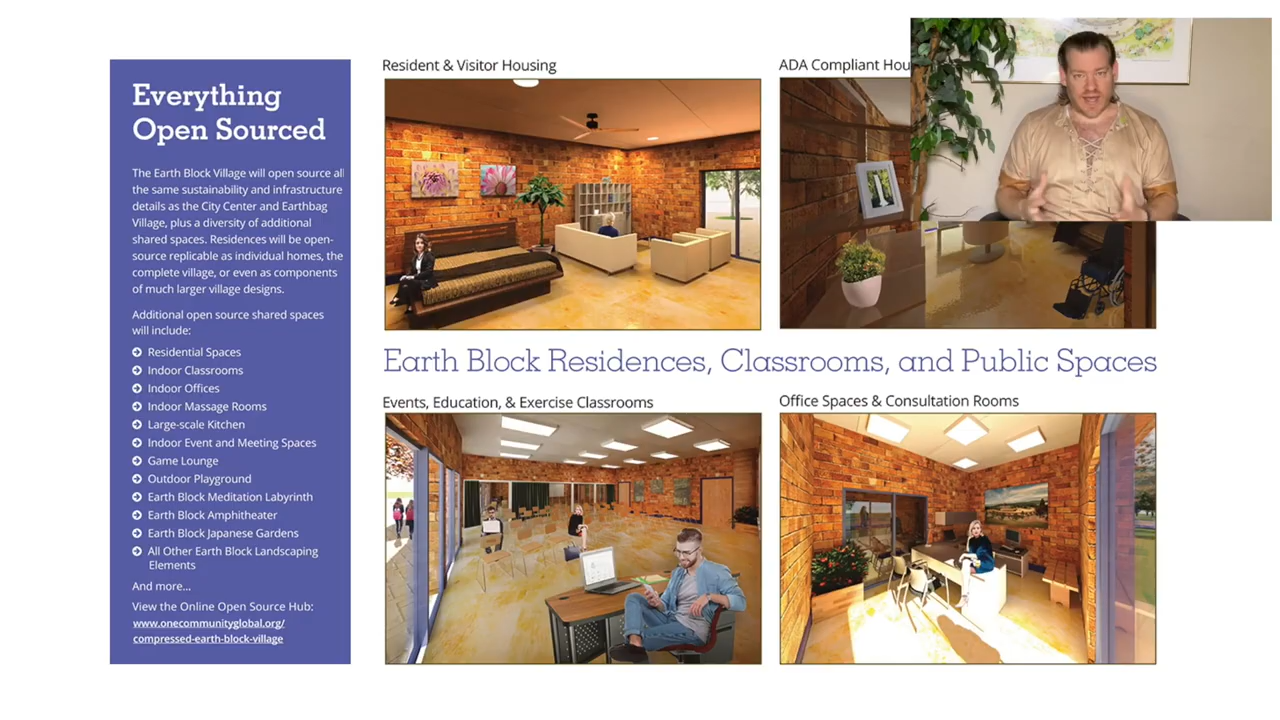 Everything
Open Sourced
The Earth Block Village will open source all
the same sustainability and infrastructure
details as the City Center and Earthbag
Village, plus a diversity of additional
shared spaces. Residences will be open-
source replicable as individual homes, the
complete village, or even as components
of much larger village designs.
Additional open source shared spaces
will include:
Residential Spaces
Indoor Classrooms
Indoor Offices
Indoor Massage Rooms
Large-scale Kitchen
Indoor Event and Meeting Spaces
Game Lounge
Outdoor Playground
Earth Block Meditation Labyrinth
Earth Block Amphitheater
Earth Block Japanese Gardens
All Other Earth Block Landscaping
Elements
And more...
View the Online Open Source Hub:
www.onecommunityglobal.org/
compressed-earth-block-village
Resident & Visitor Housing
ADA Compliant Hou
Earth Block Residences, Classrooms, and Public Spaces
Events, Education, & Exercise Classrooms
Office Spaces & Consultation Rooms